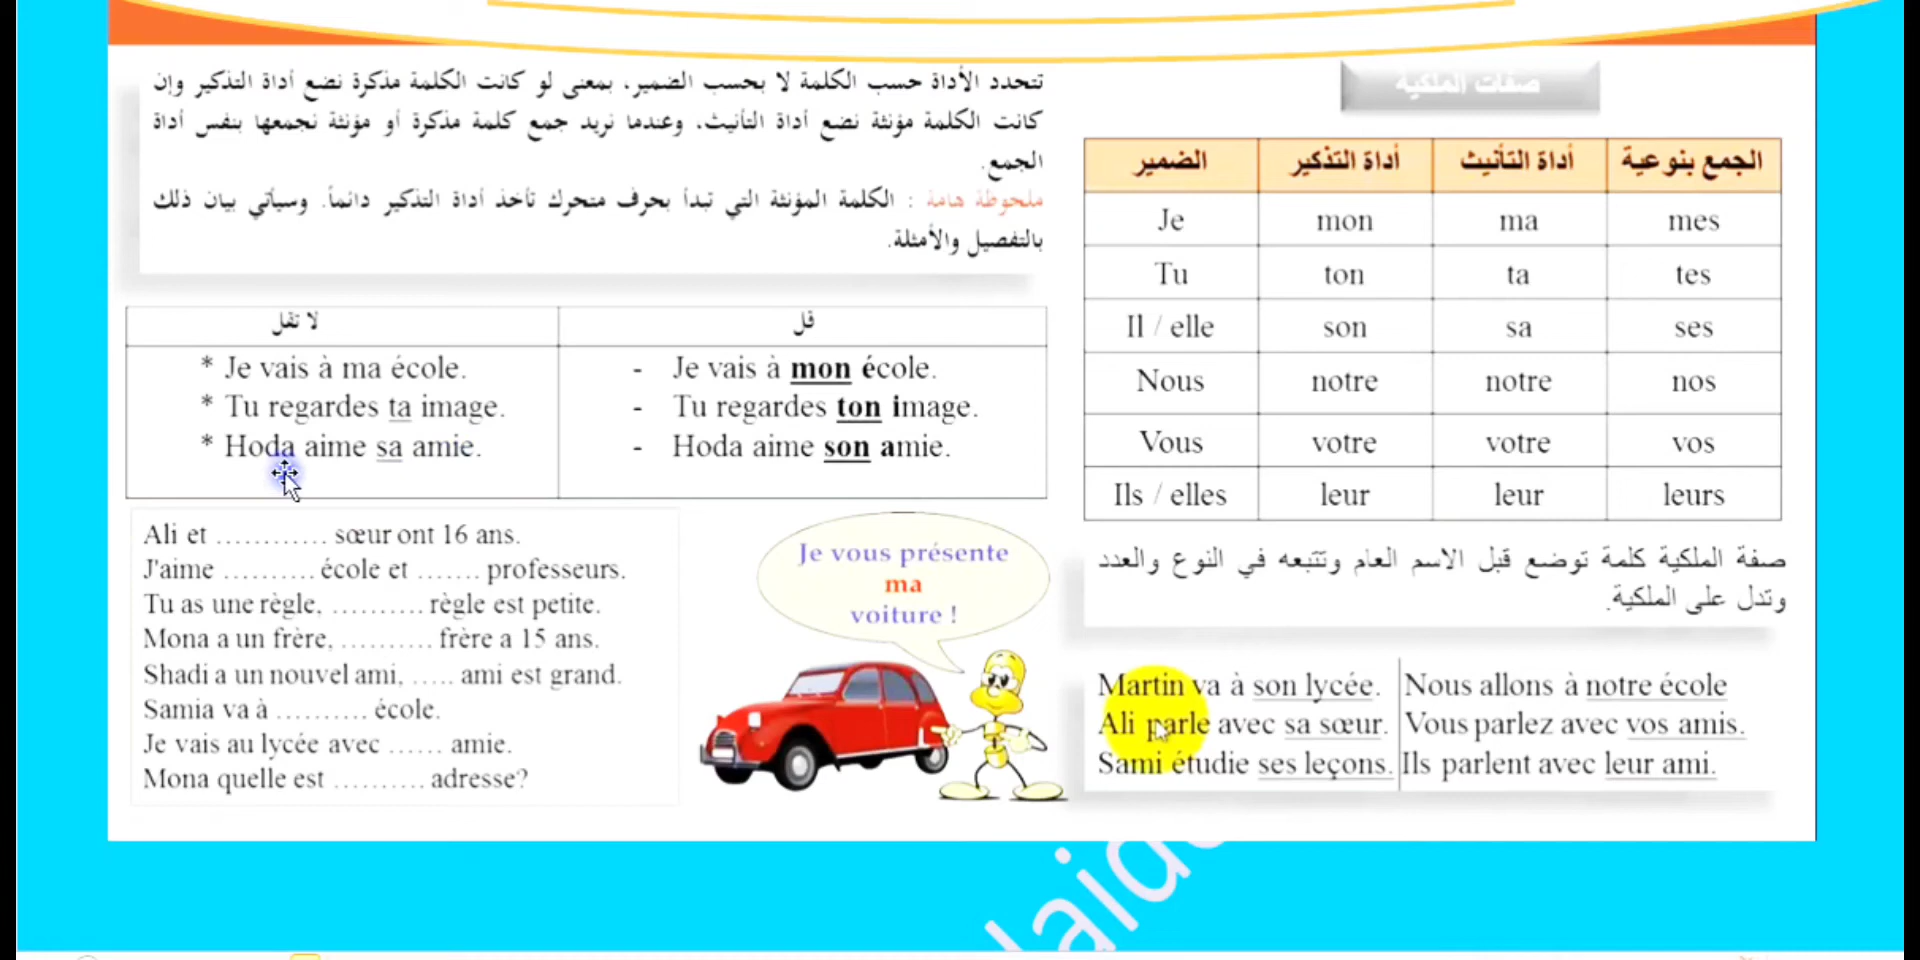 صفات الملكية
الضمير أداة التذكير أداة التأنيث الجمع بنوعية
Je mon ma mes
Tu ton ta tes
Il / elle son sa ses
Nous notre notre nos
Vous votre votre vos
Ils / elles leur leur leurs
صفة الملكية كلمة توضع قبل الاسم العام وتتبعه في النوع والعدد
وتدل على الملكية.
Martin va à son lycée.
Ali parle avec sa sœur.
Sami étudie ses leçons.
Nous allons à notre école
Vous parlez avec vos amis.
Ils parlent avec leur ami.
تتحدد الأداة حسب الكلمة لا بحسب الضمير، بمعنى لو كانت الكلمة مذكرة نضع أداة التذكير وإن
كانت الكلمة مؤنثة نضع أداة التأنيث، وعندما نريد جمع كلمة مذكرة أو مؤنثة نجمعها بنفس أداة
الجمع.
ملحوظة هامة : الكلمة المؤنثة التي تبدأ بحرف متحرك تأخذ أداة التذكير دائماً. وسيأتي بيان ذلك
بالتفصيل والأمثلة.
لا تقل
* Je vais à ma école.
* Tu regardes ta image.
* Hoda aime sa amie.
قل
- Je vais à mon école.
- Tu regardes ton image.
- Hoda aime son amie.
Ali et ............ sœur ont 16 ans.
J'aime .......... école et ....... professeurs.
Tu as une règle, .......... règle est petite.
Mona a un frère, .......... frère a 15 ans.
Shadi a un nouvel ami, ..... ami est grand.
Samia va à .......... école.
Je vais au lycée avec ...... amie.
Mona quelle est .......... adresse?
Je vous présente
ma
voiture !